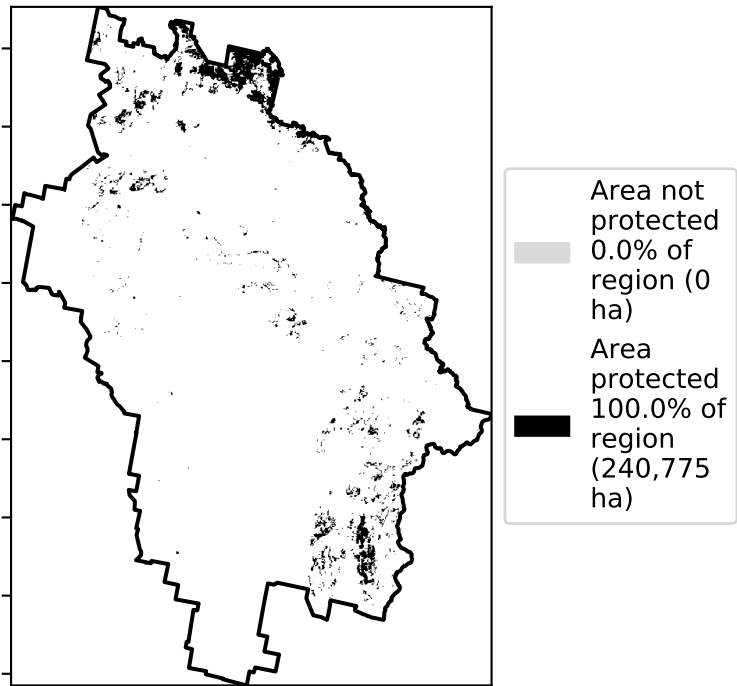 Area not
protected
0.0% of
region (0
ha)
Area
protected
100.0% of
region
(240,775
ha)